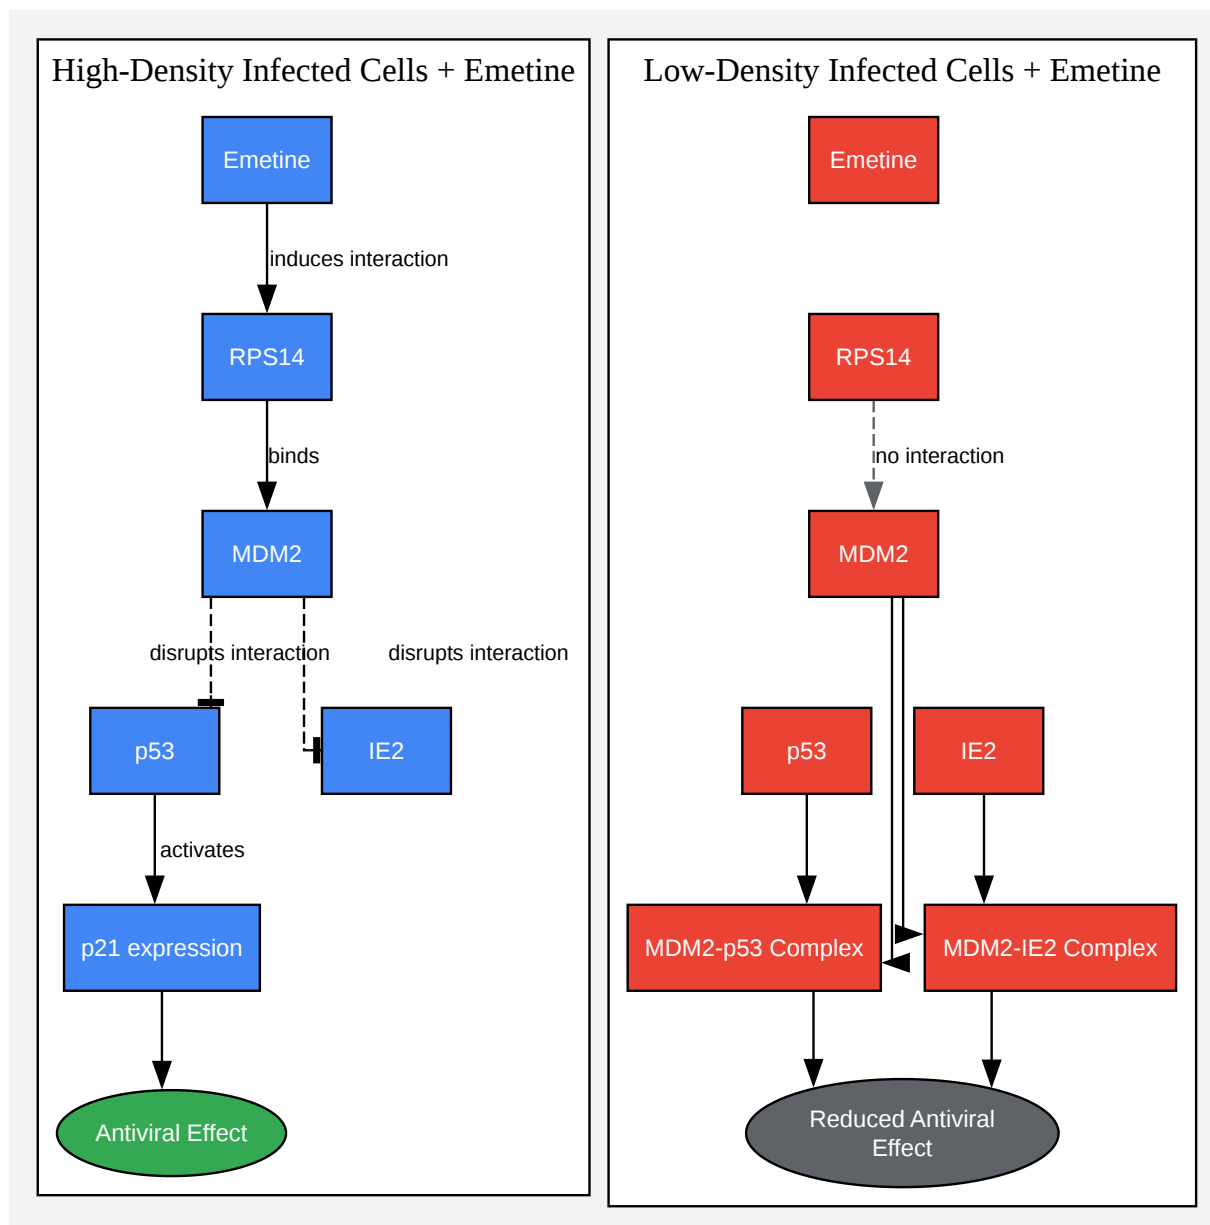 High-Density Infected Cells + Emetine
Emetine
induces interaction
RPS14
binds
MDM2
disrupts interaction
disrupts interaction
p53
IE2
activates
p21 expression
Antiviral Effect
Low-Density Infected Cells + Emetine
Emetine
RPS14
no interaction
MDM2
p53
IE2
MDM2-p53 Complex
MDM2-IE2 Complex
Reduced Antiviral
Effect